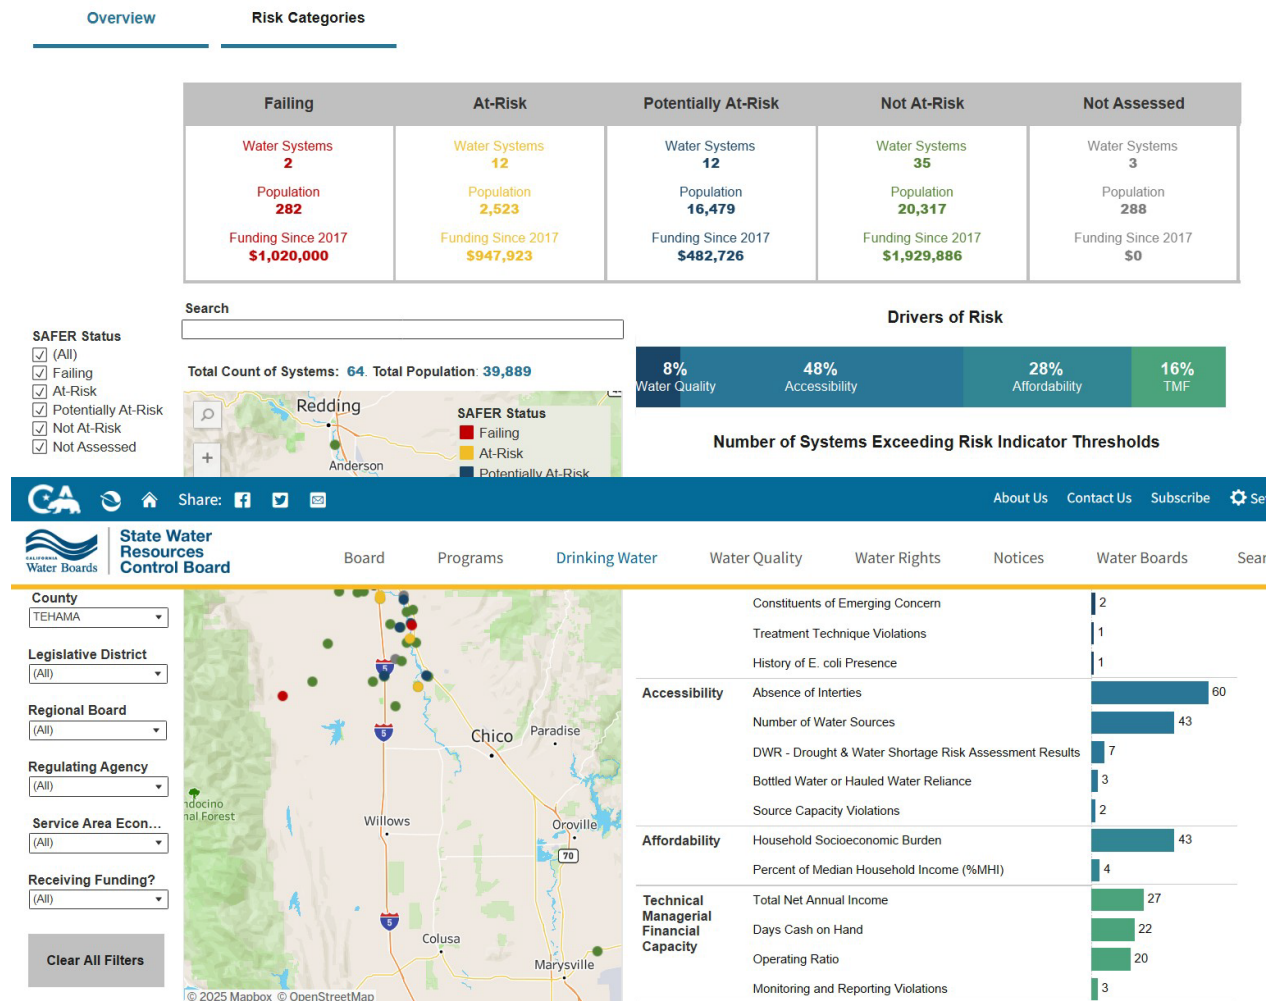 Overview
Risk Categories
Failing
At-Risk
Potentially At-Risk
Not At-Risk
Not Assessed
Water Systems
2
Population
282
Funding Since 2017
$1,020,000
Water Systems
12
Population
2,523
Funding Since 2017
$947,923
Water Systems
12
Population
16,479
Funding Since 2017
$482,726
Water Systems
35
Population
20,317
Funding Since 2017
$1,929,886
Water Systems
3
Population
288
Funding Since 2017
$0
Search
SAFER Status
(All)
Failing
At-Risk
Potentially At-Risk
Not At-Risk
Not Assessed
Total Count of Systems: 64. Total Population: 39,889
Redding
Anderson
SAFER Status
Failing
At-Risk
Potentially At-Risk
Drivers of Risk
8%
Water Quality
48%
Accessibility
28%
Affordability
16%
TMF
Number of Systems Exceeding Risk Indicator Thresholds
CA
Share:
About Us
Contact Us
Subscribe
CALIFORNIA
Water Boards
State Water
Resources
Control Board
Board
Programs
Drinking Water
Water Quality
Water Rights
Notices
Water Boards
County
TEHAMA
Legislative District
(All)
Regional Board
(All)
Regulating Agency
(All)
Service Area Econ...
(All)
Receiving Funding?
(All)
Clear All Filters
5
5
Chico
Paradise
Willows
Oroville
70
5
Colusa
Marysville
© 2025 Mapbox © OpenStreetMap
Constituents of Emerging Concern 2
Treatment Technique Violations 1
History of E. coli Presence 1
Accessibility Absence of Interties 60
Number of Water Sources 43
DWR - Drought & Water Shortage Risk Assessment Results 7
Bottled Water or Hauled Water Reliance 3
Source Capacity Violations 2
Affordability Household Socioeconomic Burden 43
Percent of Median Household Income (%MHI) 4
Technical
Managerial
Financial
Capacity
Total Net Annual Income 27
Days Cash on Hand 22
Operating Ratio 20
Monitoring and Reporting Violations 3